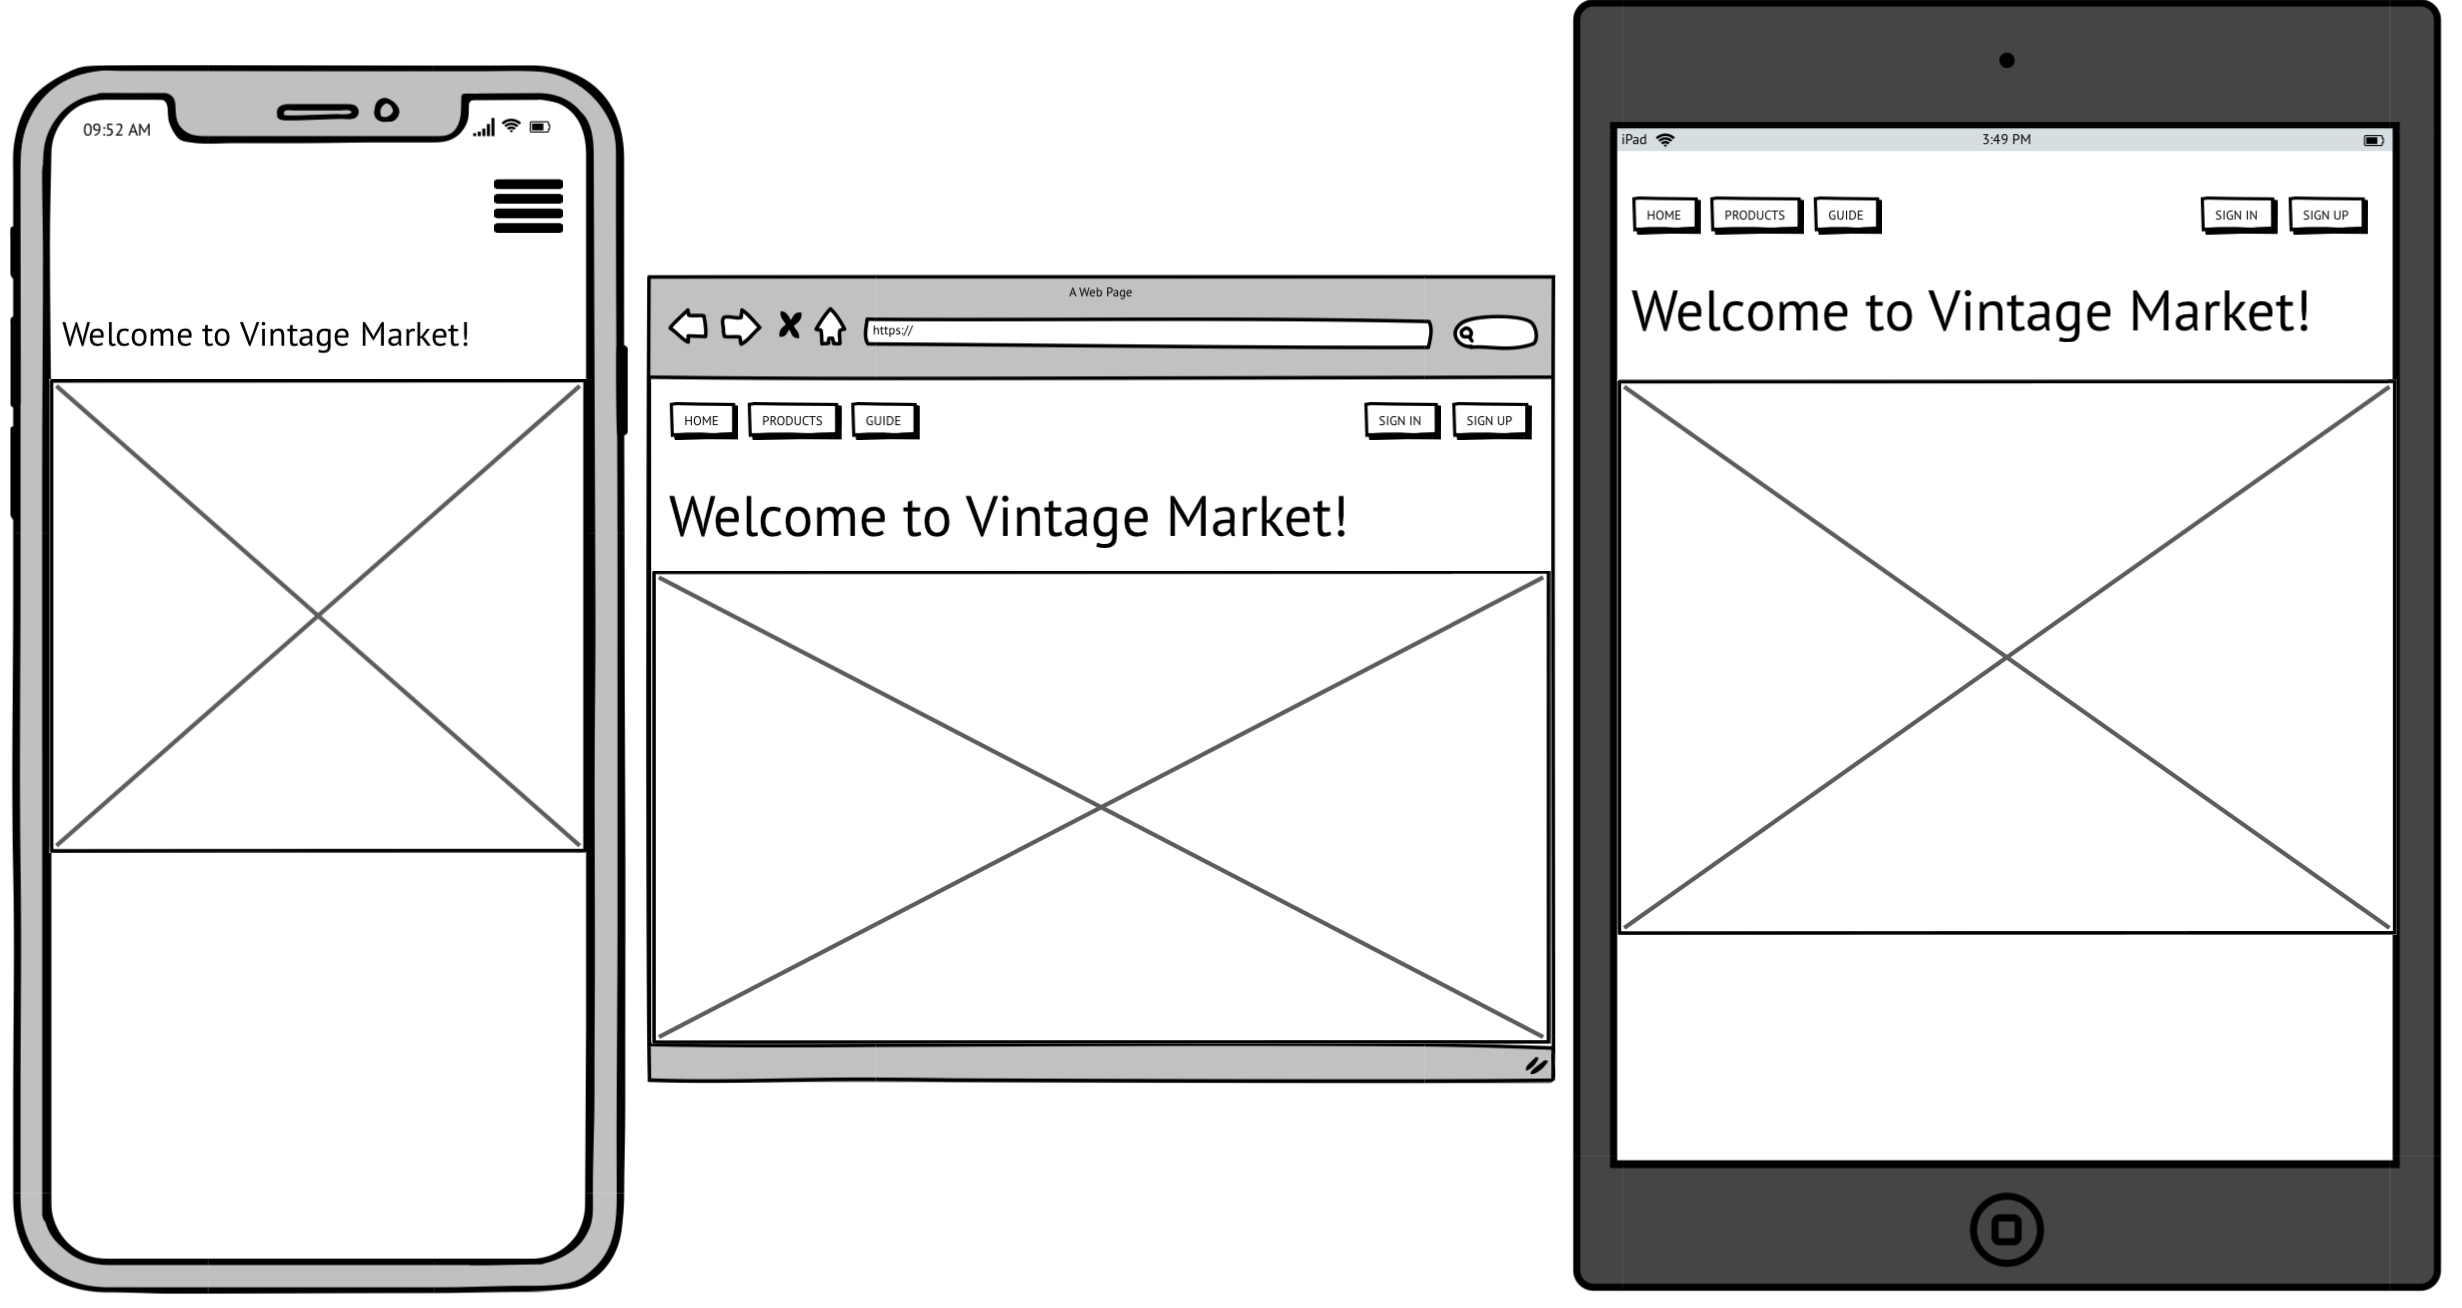 09:52 AM
Welcome to Vintage Market!
A Web Page
https://
HOME PRODUCTS GUIDE SIGN IN SIGN UP
Welcome to Vintage Market!
iPad 3:49 PM
HOME PRODUCTS GUIDE SIGN IN SIGN UP
Welcome to Vintage Market!